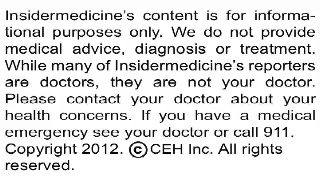 Insidermedicine's content is for informa-
tional purposes only. We do not provide
medical advice, diagnosis or treatment.
While many of Insidermedicine's reporters
are doctors, they are not your doctor.
Please contact your doctor about your
health concerns. If you have a medical
emergency see your doctor or call 911.
Copyright 2012. ©CEH Inc. All rights
reserved.